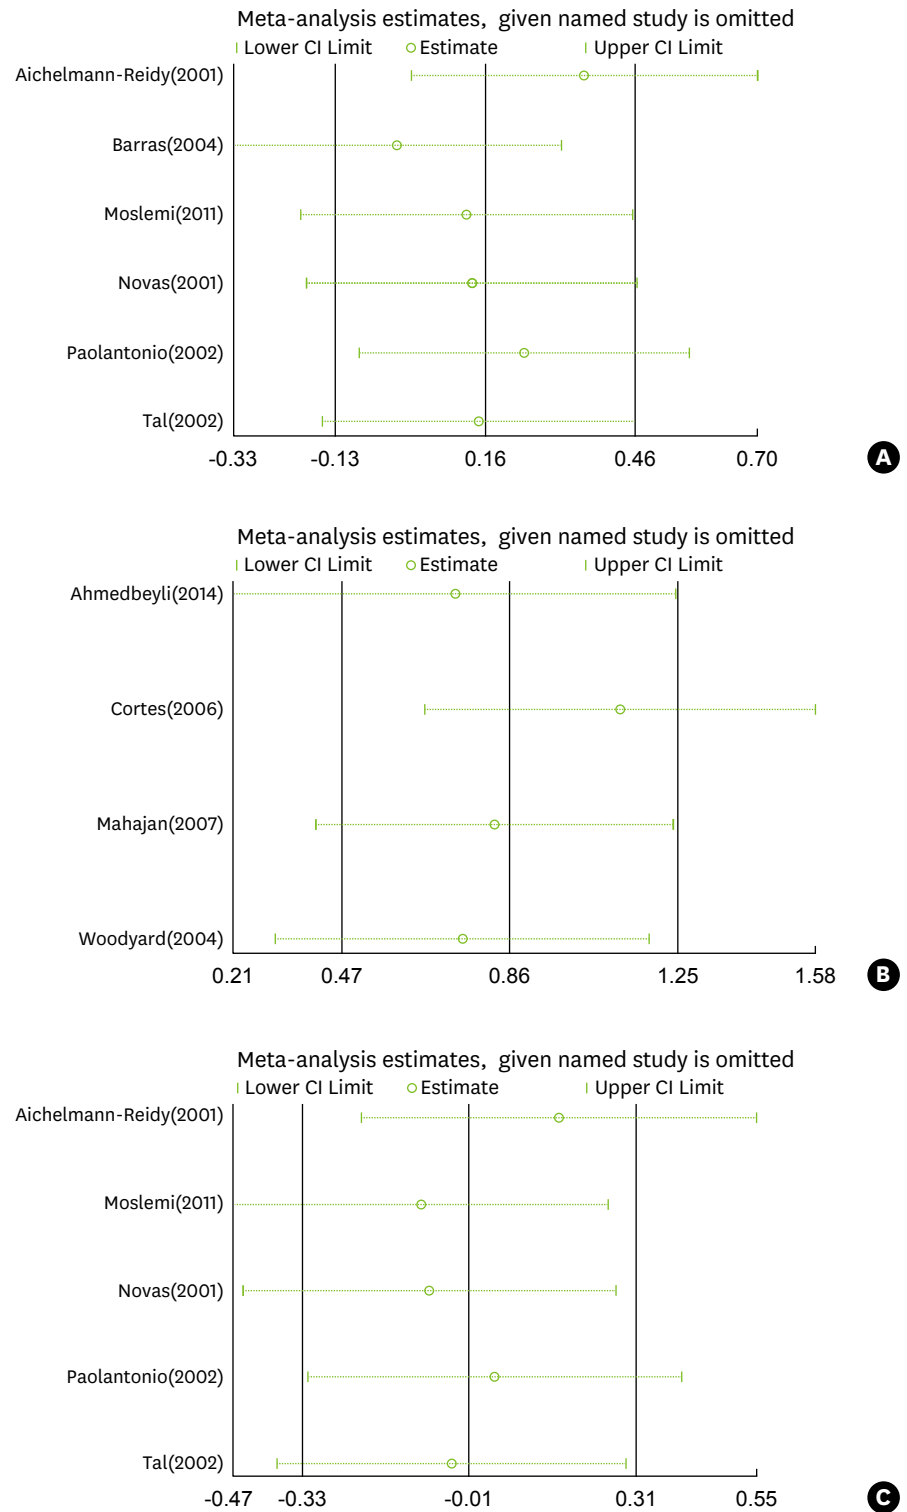 Meta-analysis estimates, given named study is omitted
Lower CI Limit Estimate Upper CI Limit
Aichelmann-Reidy(2001)
Barras(2004)
Moslemi(2011)
Novas(2001)
Paolantonio(2002)
Tal(2002)
-0.33 -0.13 0.16 0.46 0.70
A
Meta-analysis estimates, given named study is omitted
Lower CI Limit Estimate Upper CI Limit
Ahmedbeyli(2014)
Cortes(2006)
Mahajan(2007)
Woodyard(2004)
0.21 0.47 0.86 1.25 1.58
B
Meta-analysis estimates, given named study is omitted
Lower CI Limit Estimate Upper CI Limit
Aichelmann-Reidy(2001)
Moslemi(2011)
Novas(2001)
Paolantonio(2002)
Tal(2002)
-0.47 -0.33 -0.01 0.31 0.55
C